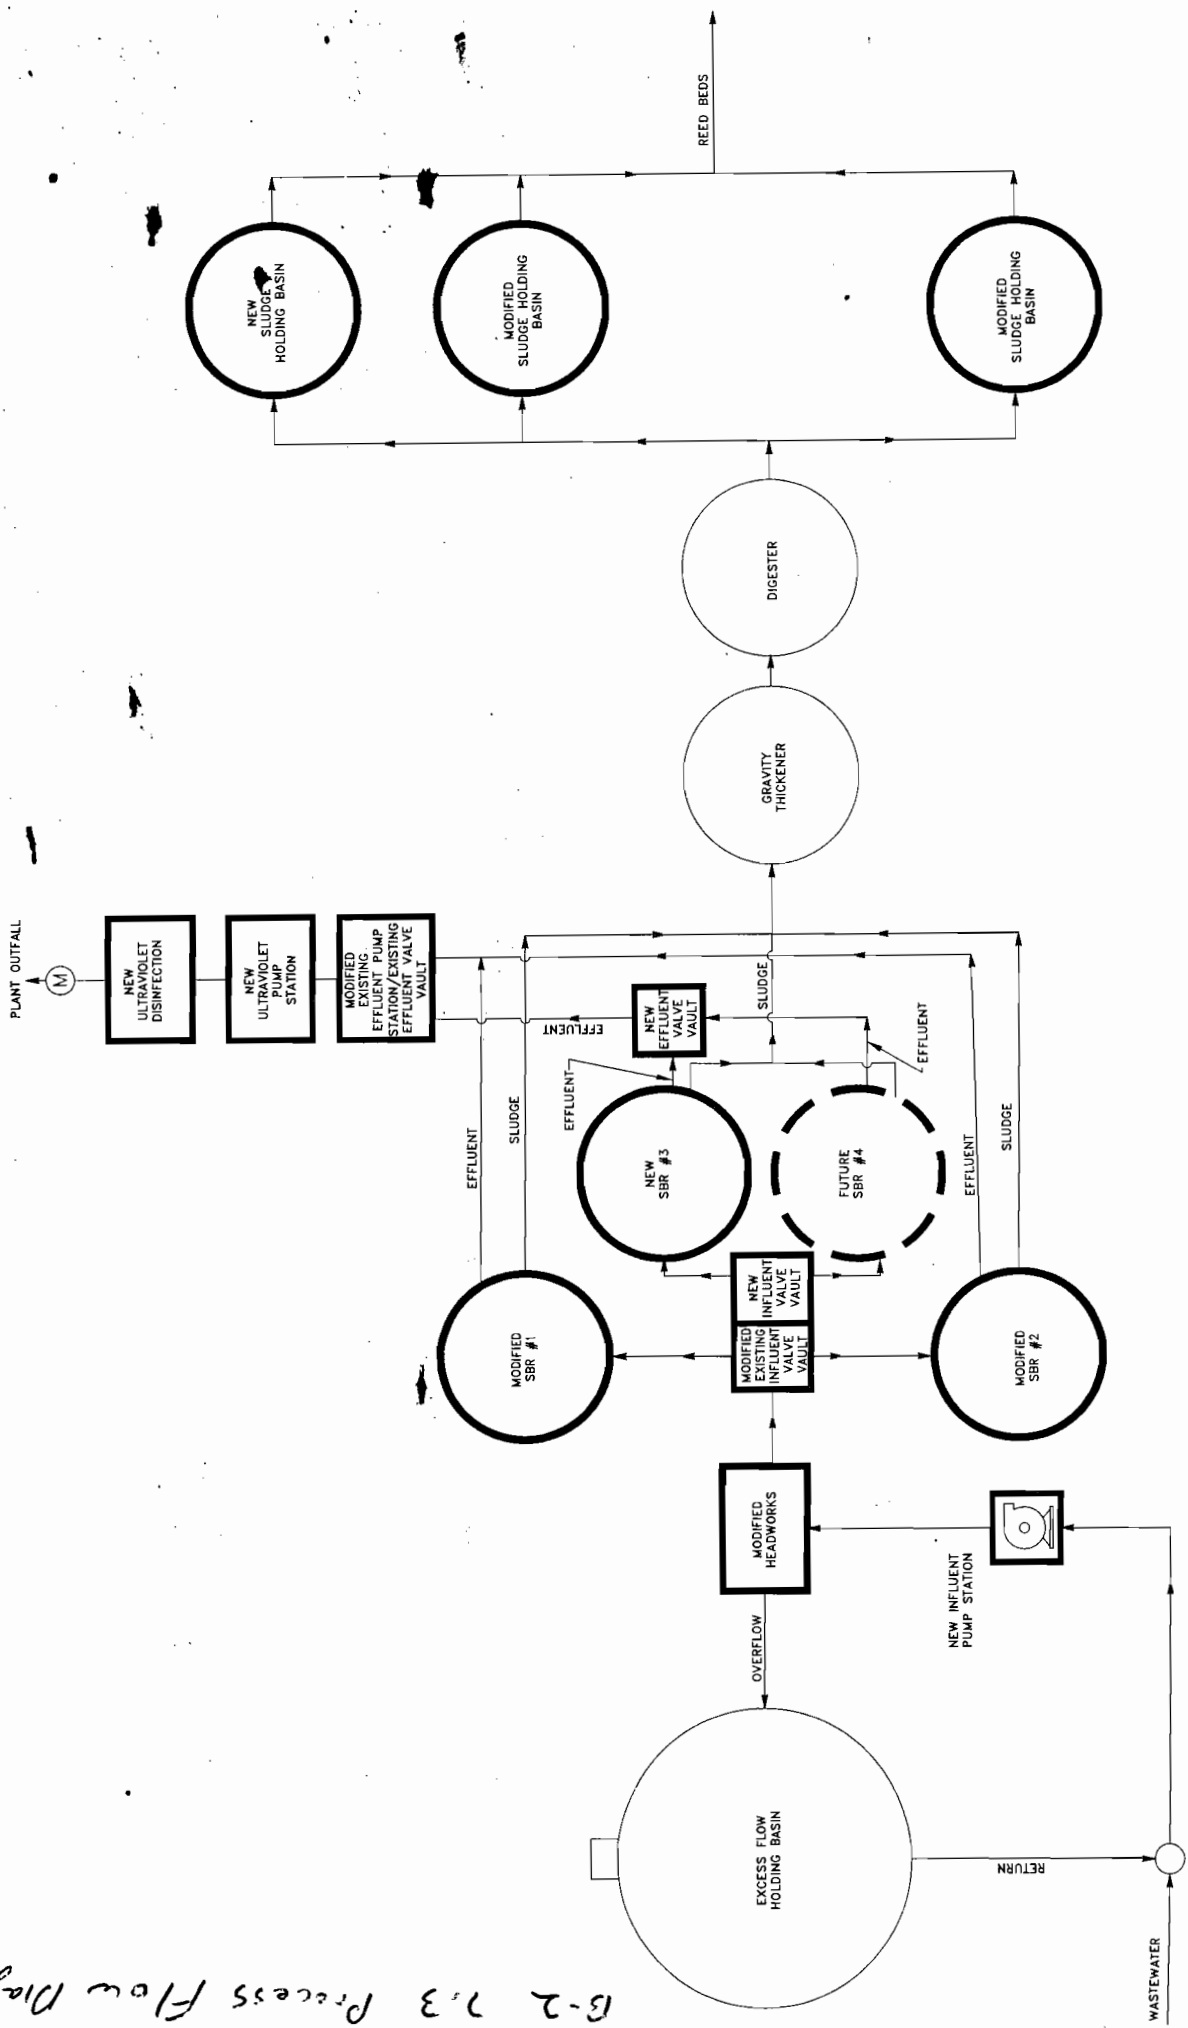 PLANT OUTFALL
M
NEW
ULTRAVIOLET
DISINFECTION
NEW
ULTRAVIOLET
PUMP
STATION
MODIFIED
EXISTING
EFFLUENT PUMP
STATION/EXISTING
EFFLUENT VALVE
VAULT
NEW
SLUDGE
HOLDING BASIN
MODIFIED
SLUDGE HOLDING
BASIN
MODIFIED
SLUDGE HOLDING
BASIN
REED BEDS
DIGESTER
GRAVITY
THICKENER
SLUDGE
EFFLUENT
NEW
EFFLUENT
VALVE
VAULT
EFFLUENT
EFFLUENT
EFFLUENT
SLUDGE
EFFLUENT
SLUDGE
NEW
SBR #3
FUTURE
SBR #4
MODIFIED
SBR #1
MODIFIED
SBR #2
NEW
INFLUENT
VALVE
VAULT
MODIFIED
EXISTING
INFLUENT
VALVE
VAULT
MODIFIED
HEADWORKS
OVERFLOW
NEW INFLUENT
PUMP STATION
EXCESS FLOW
HOLDING BASIN
RETURN
WASTEWATER
B-2 7.3 Process Flow Dia